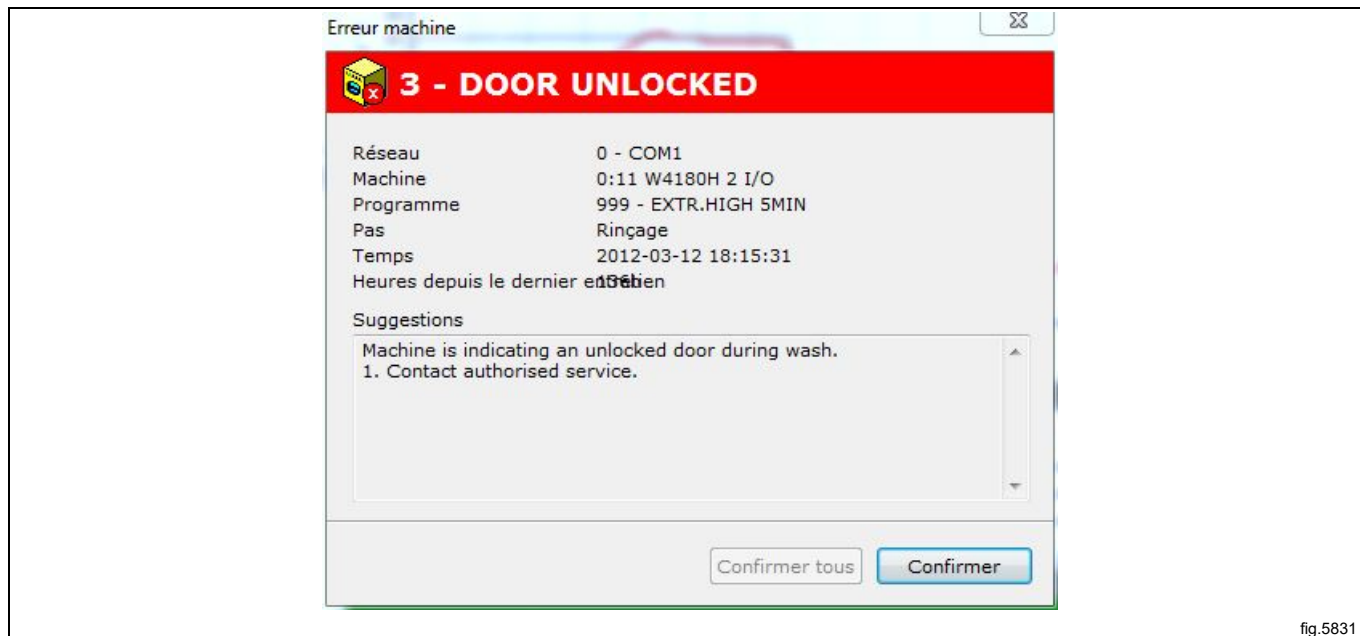 Erreur machine
3 - DOOR UNLOCKED
Réseau 0 - COM1
Machine 0:11 W4180H 2 I/O
Programme 999 - EXTR.HIGH 5MIN
Pas Rinçage
Temps 2012-03-12 18:15:31
Heures depuis le dernier entretien
Suggestions
Machine is indicating an unlocked door during wash.
1. Contact authorised service.
Confirmer tous Confirmer
fig.5831